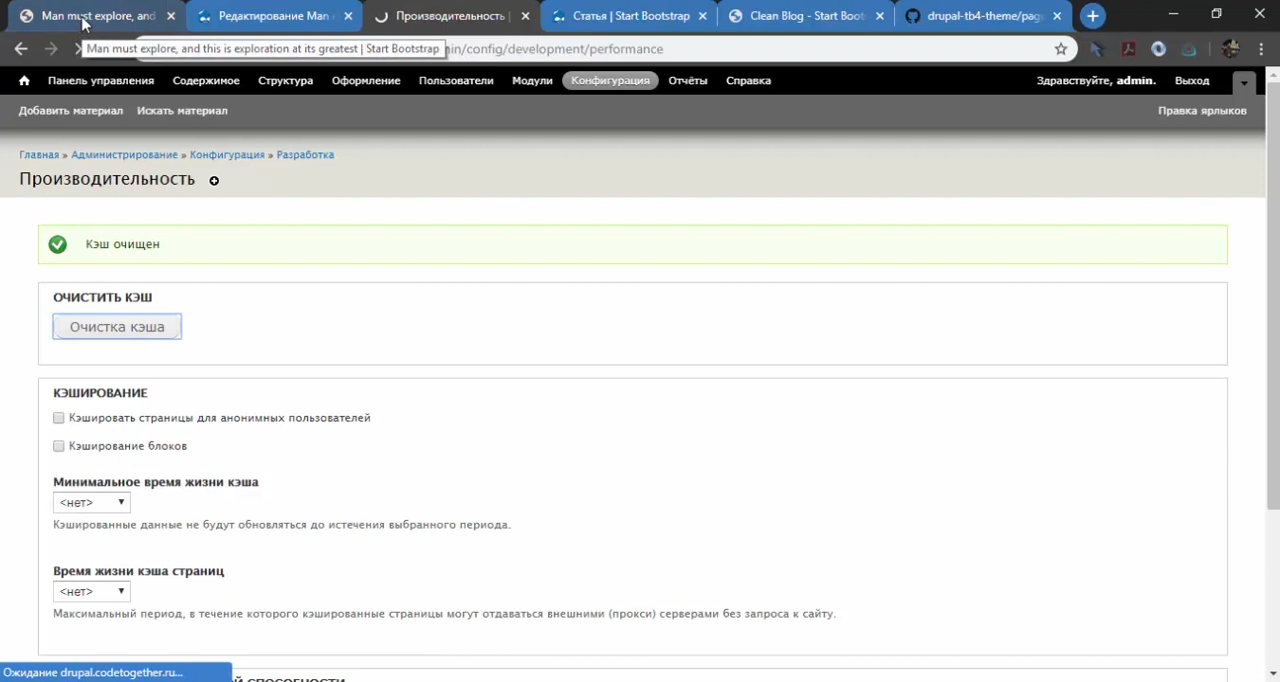 Man must explore, and
Редактирование Man
Производительность |
Статья | Start Bootstrap
Clean Blog - Start Boot
drupal-tb4-theme/pag
Man must explore, and this is exploration at its greatest | Start Bootstrap
in/config/development/performance
Панель управления Содержимое Структура Оформление Пользователи Модули Конфигурация Отчёты Справка Здравствуйте, admin. Выход
Добавить материал Искать материал Правка ярлыков
Главная » Администрирование » Конфигурация » Разработка
Производительность
Кэш очищен
ОЧИСТИТЬ КЭШ
Очистка кэша
КЭШИРОВАНИЕ
Кэшировать страницы для анонимных пользователей
Кэширование блоков
Минимальное время жизни кэша
<нет>
Кэшированные данные не будут обновляться до истечения выбранного периода.
Время жизни кэша страниц
<нет>
Максимальный период, в течение которого кэшированные страницы могут отдаваться внешними (прокси) серверами без запроса к сайту.
Ожидание drupal.codetogether.ru...